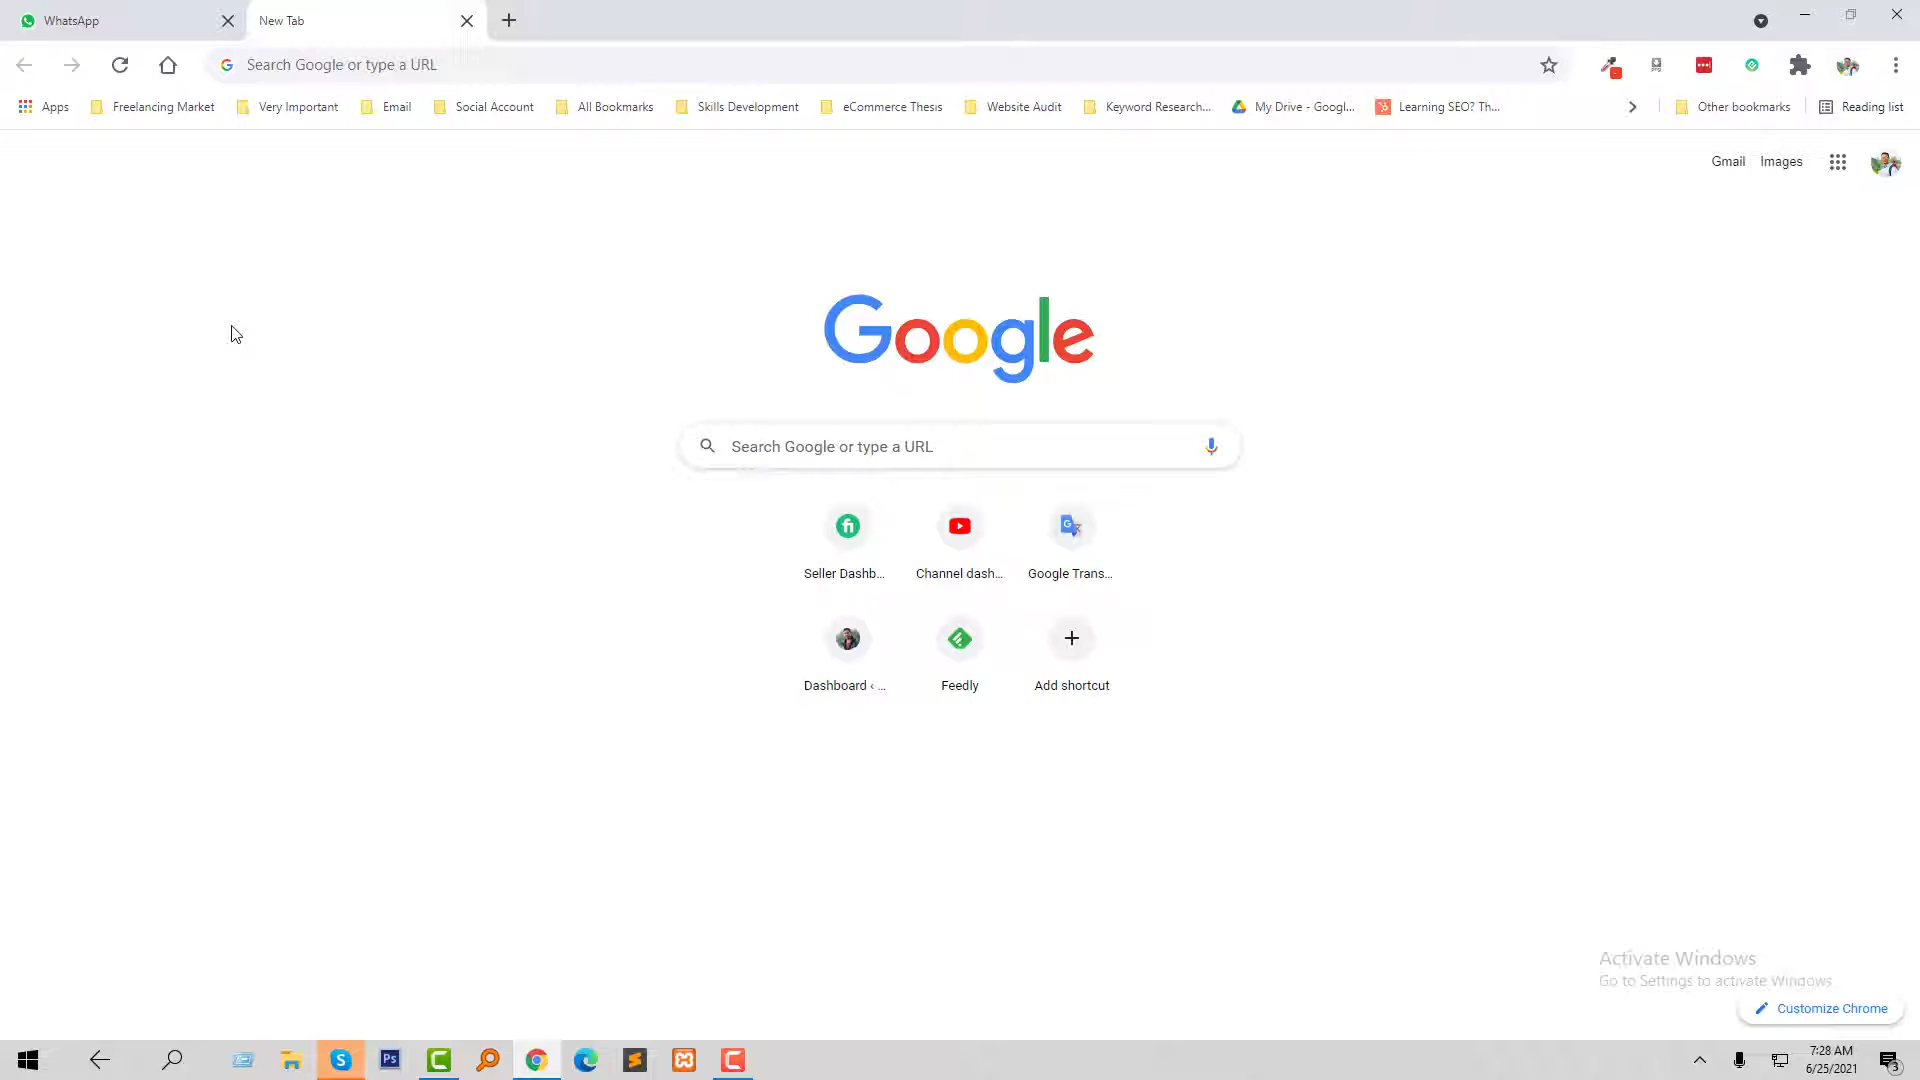 WhatsApp
New Tab
Search Google or type a URL
Apps
Freelancing Market
Very Important
Email
Social Account
All Bookmarks
Skills Development
eCommerce Thesis
Website Audit
Keyword Research...
My Drive - Googl...
Learning SEO? Th...
Other bookmarks
Reading list
Gmail
Images
Google
Search Google or type a URL
Seller Dashb...
Channel dash...
Google Trans...
Dashboard ‹ ...
Feedly
Add shortcut
Activate Windows
Go to Settings to activate Windows
Customize Chrome
7:28 AM
6/25/2021
3